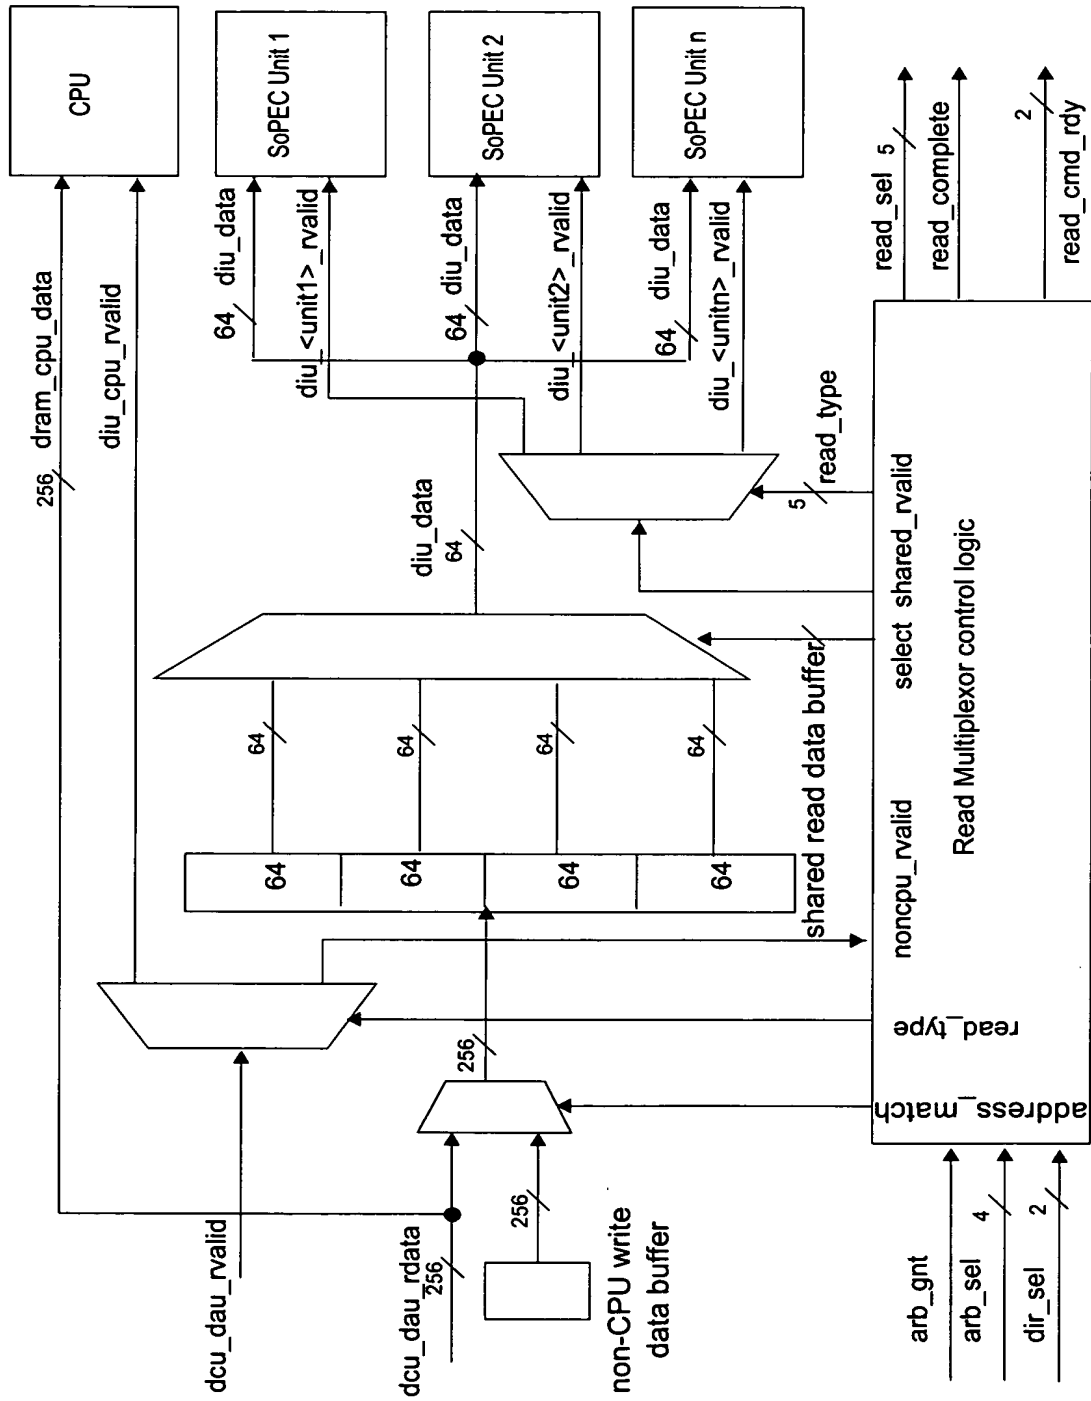 CPU
SoPEC Unit 1
SoPEC Unit 2
SoPEC Unit n
256
dram_cpu_data
diu_cpu_rvalid
64
diu_data
diu_<unit1>_rvalid
64
diu_data
diu_<unit2>_rvalid
64
diu_data
diu_<unitn>_rvalid
diu_data
64
5
read_type
64
64
64
64
64
64
64
64
shared read data buffer
dcu_dau_rvalid
dcu_dau_rdata
256
256
256
non-CPU write
data buffer
address_match
read_type
noncpu_rvalid
select
shared_rvalid
Read Multiplexor control logic
arb_gnt
arb_sel
4
dir_sel
2
read_sel
5
read_complete
2
read_cmd_rdy